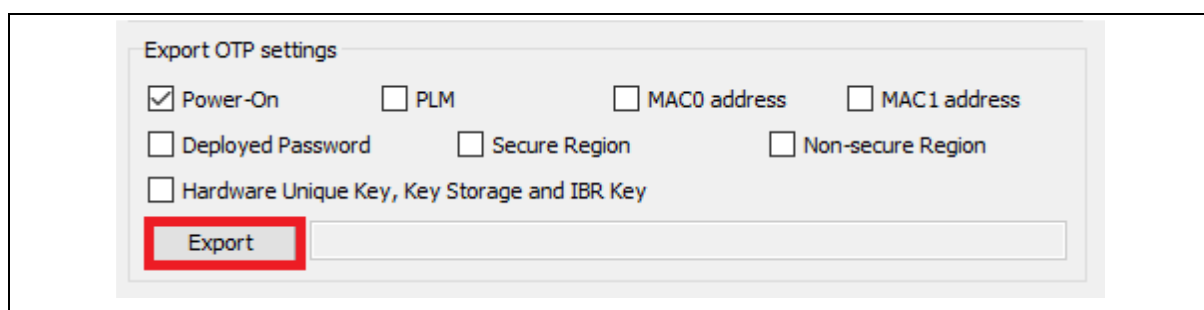 Export OTP settings
Power-On PLM MAC0 address MAC1 address
Deployed Password Secure Region Non-secure Region
Hardware Unique Key, Key Storage and IBR Key
Export